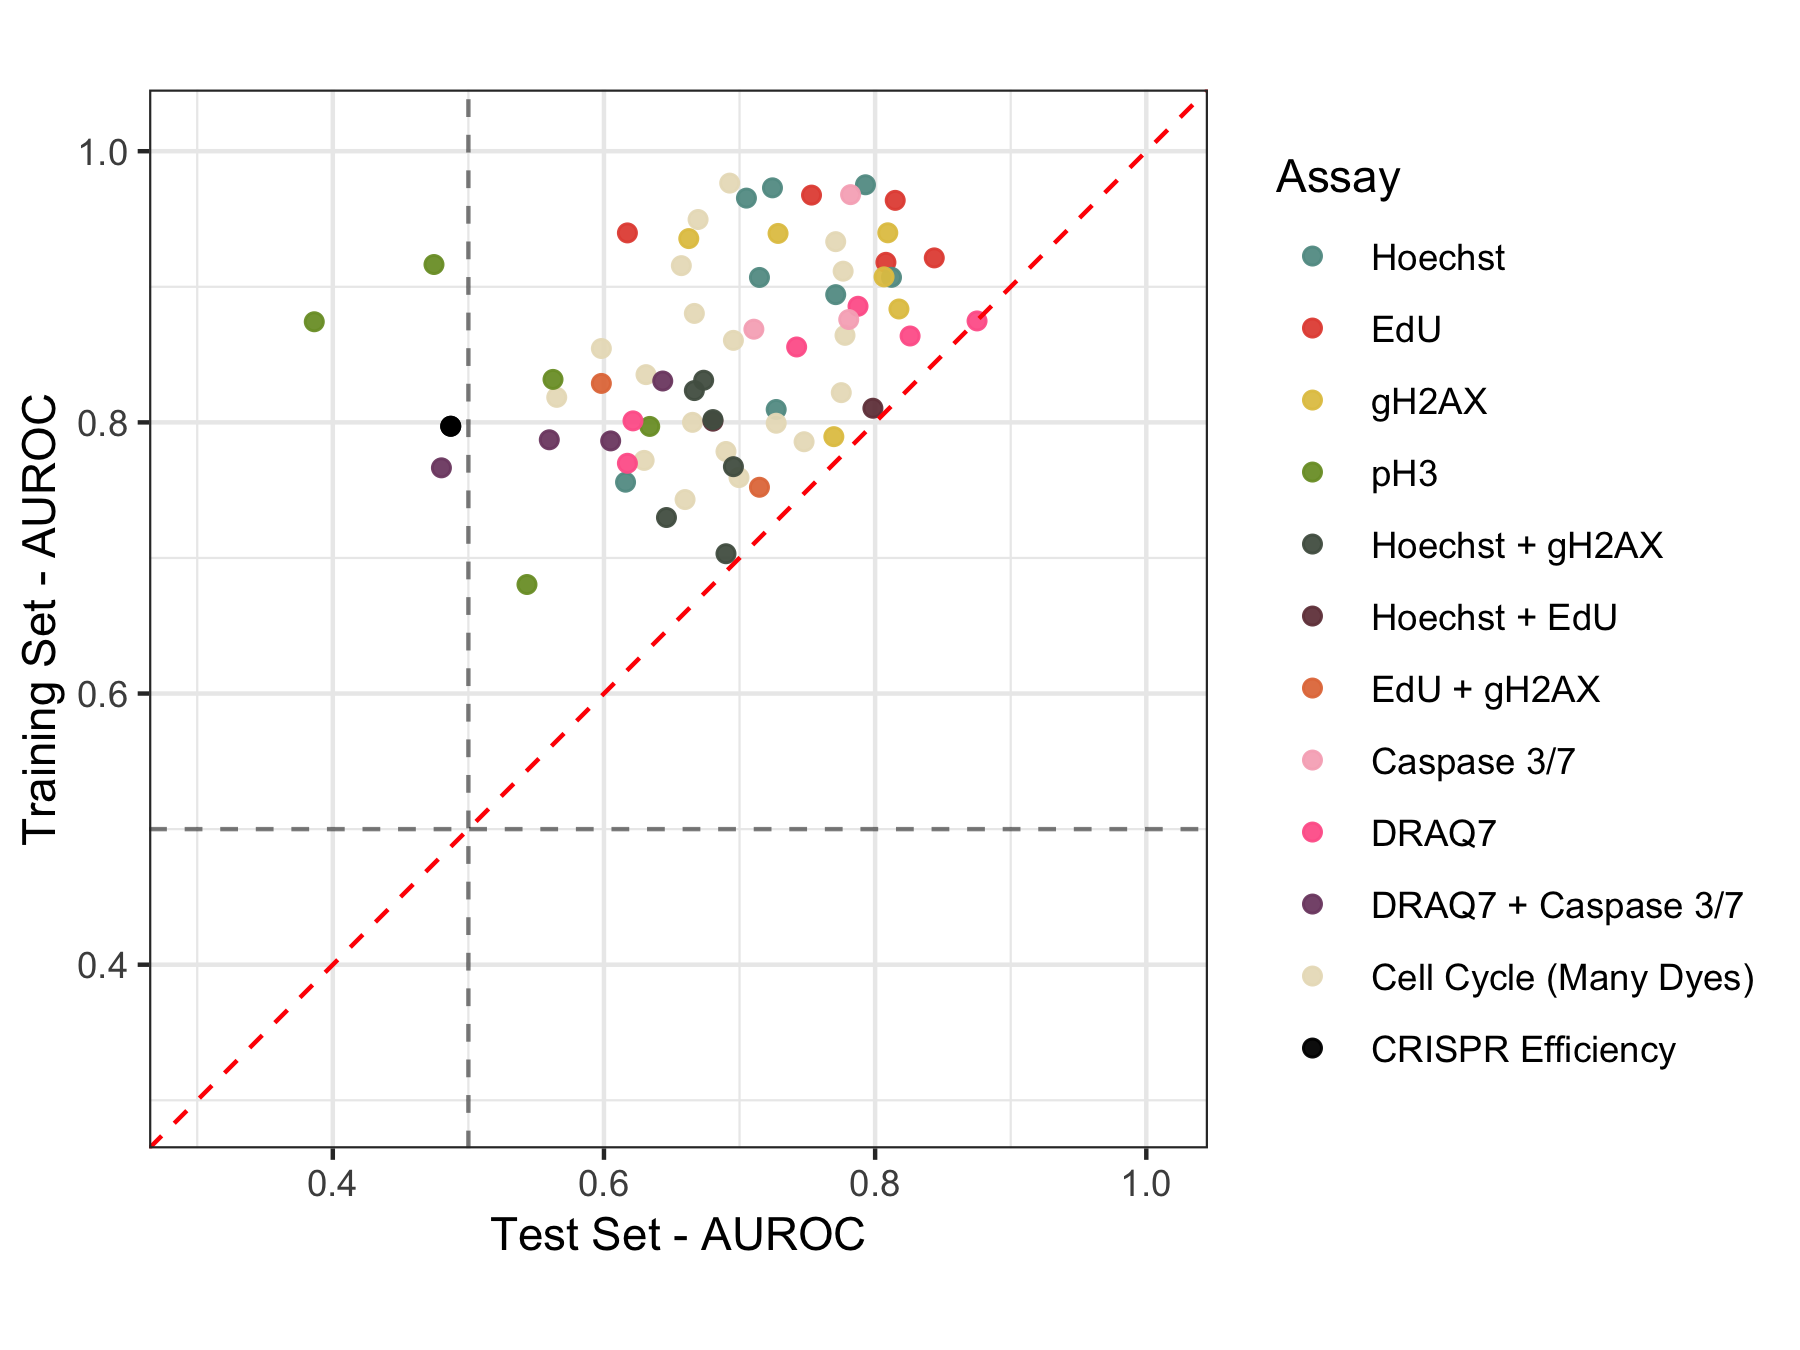 1.0
0.8
0.6
0.4
Training Set - AUROC
0.4
0.6
0.8
1.0
Test Set - AUROC
Assay
Hoechst
EdU
gH2AX
pH3
Hoechst + gH2AX
Hoechst + EdU
EdU + gH2AX
Caspase 3/7
DRAQ7
DRAQ7 + Caspase 3/7
Cell Cycle (Many Dyes)
CRISPR Efficiency